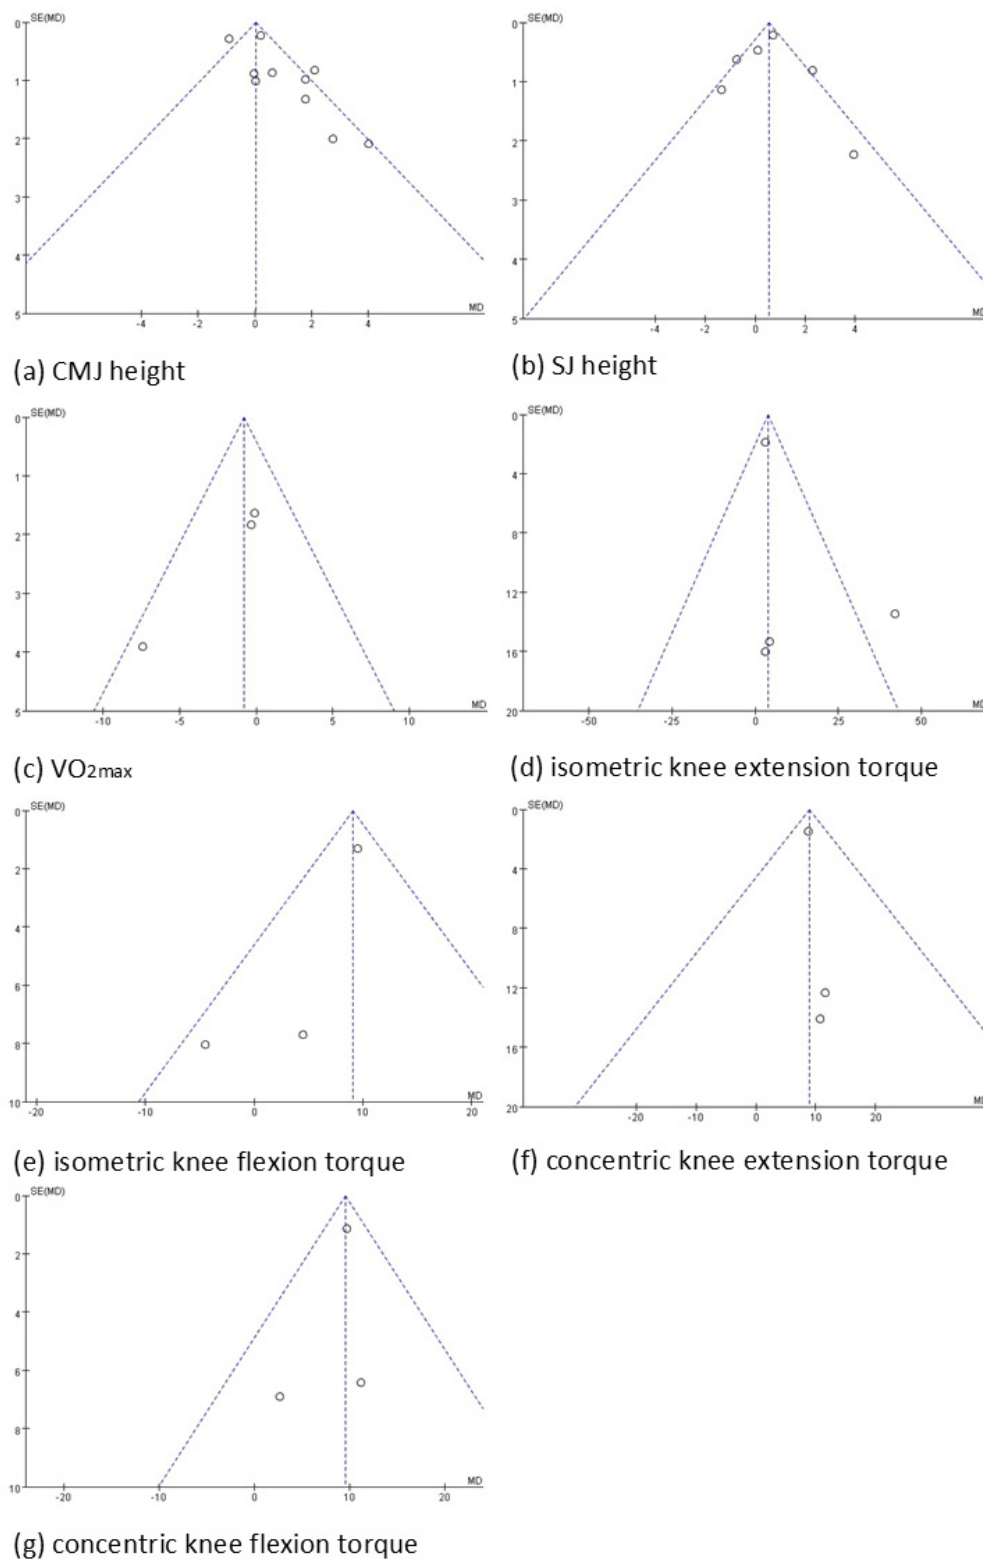 SE(MD)
0
1
2
3
4
5
-4 -2 0 2 4
MD
(a) CMJ height
SE(MD)
0
1
2
3
4
5
-4 -2 0 2 4
MD
(b) SJ height
SE(MD)
0
1
2
3
4
5
-10 -5 0 5 10
MD
(c) VO2max
SE(MD)
0
4
8
12
16
20
-50 -25 0 25 50
MD
(d) isometric knee extension torque
SE(MD)
0
2
4
6
8
10
-20 -10 0 10 20
MD
(e) isometric knee flexion torque
SE(MD)
0
4
8
12
16
20
-20 -10 0 10 20
MD
(f) concentric knee extension torque
SE(MD)
0
2
4
6
8
10
-20 -10 0 10 20
MD
(g) concentric knee flexion torque